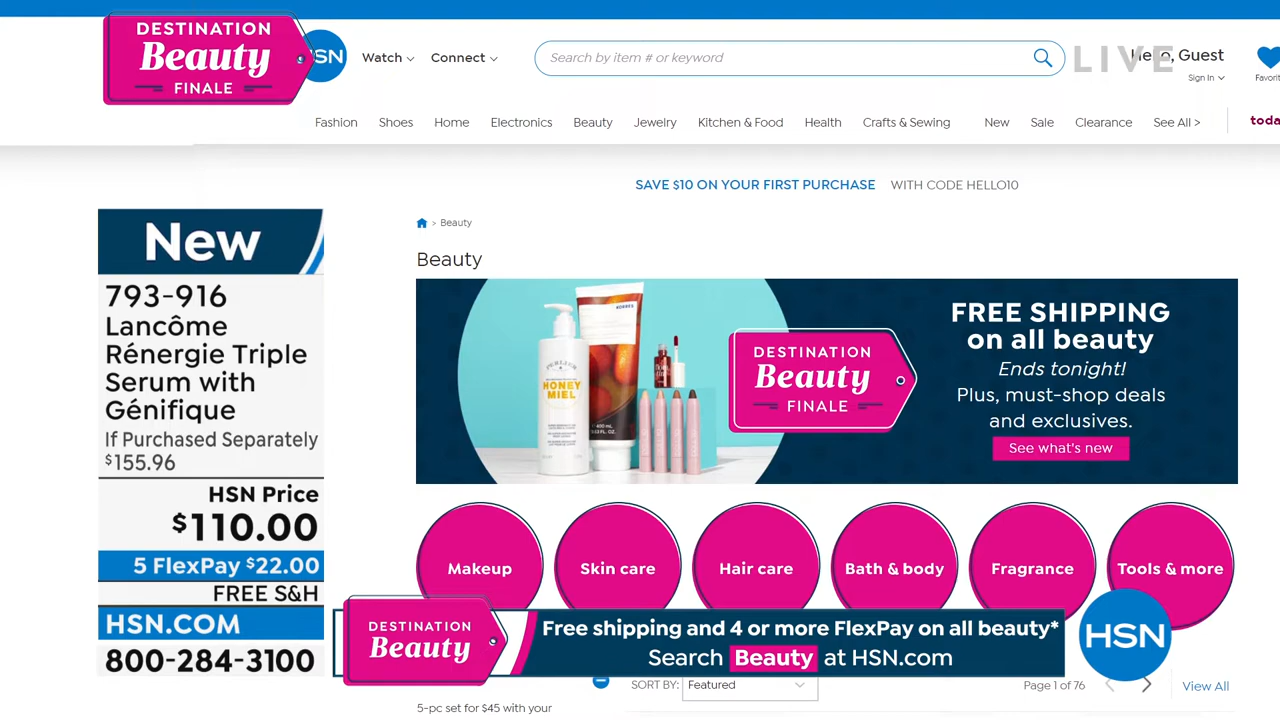 DESTINATION
Beauty
FINALE
HSN
Watch
Connect
Search by item # or keyword
LIVE
Hello, Guest
Sign In
Favorit
Fashion
Shoes
Home
Electronics
Beauty
Jewelry
Kitchen & Food
Health
Crafts & Sewing
New
Sale
Clearance
See All >
toda
SAVE $10 ON YOUR FIRST PURCHASE WITH CODE HELLO10
> Beauty
Beauty
New
793-916
Lancôme
Rénergie Triple
Serum with
Génifique
If Purchased Separately
$155.96
HSN Price
$110.00
5 FlexPay $22.00
FREE S&H
HSN.COM
800-284-3100
KORRES
PERLIER
HONEY
MIEL
DESTINATION
Beauty
FINALE
FREE SHIPPING
on all beauty
Ends tonight!
Plus, must-shop deals
and exclusives.
See what's new
Makeup
Skin care
Hair care
Bath & body
Fragrance
Tools & more
DESTINATION
Beauty
Free shipping and 4 or more FlexPay on all beauty*
Search Beauty at HSN.com
HSN
SORT BY: Featured
Page 1 of 76
View All
5-pc set for $45 with your